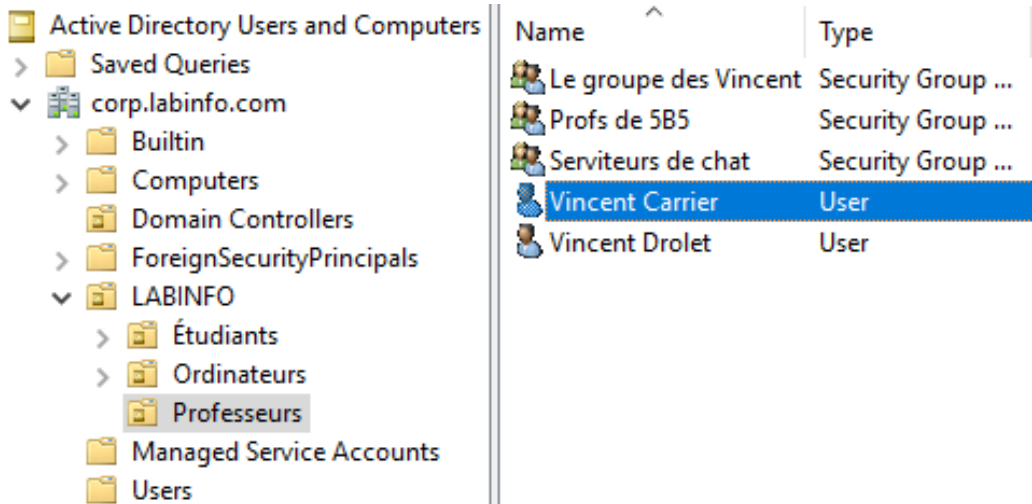 Active Directory Users and Computers
Saved Queries
corp.labinfo.com
Builtin
Computers
Domain Controllers
ForeignSecurityPrincipals
LABINFO
Étudiants
Ordinateurs
Professeurs
Managed Service Accounts
Users
Name Type
Le groupe des Vincent Security Group ...
Profs de 5B5 Security Group ...
Serviteurs de chat Security Group ...
Vincent Carrier User
Vincent Drolet User